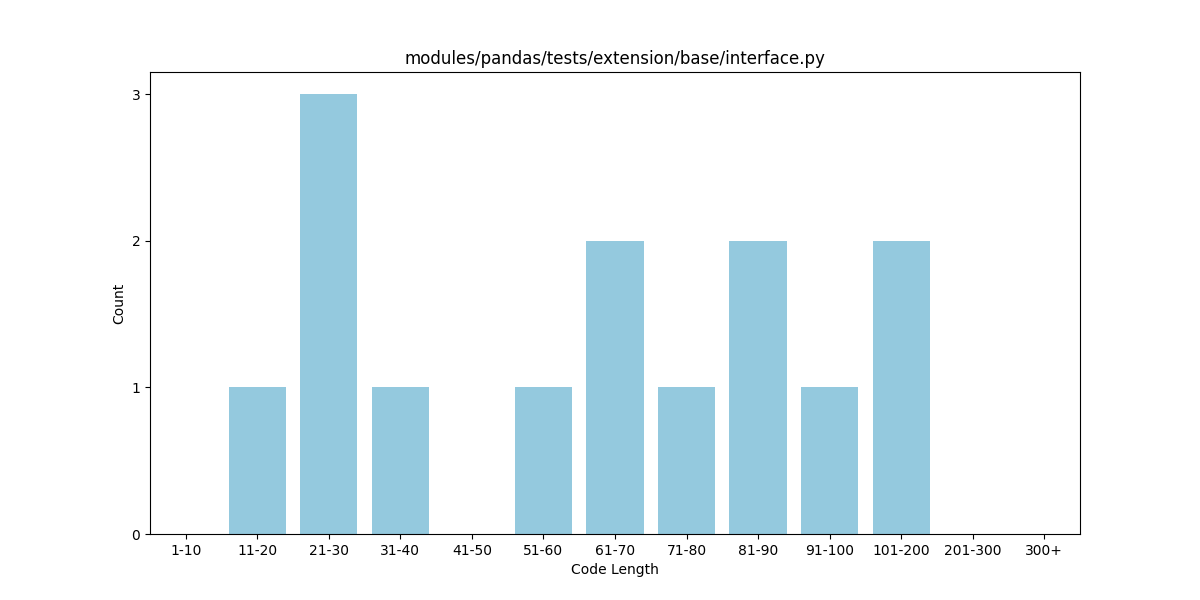 modules/pandas/tests/extension/base/interface.py
3
2
1
0
Count
1-10 11-20 21-30 31-40 41-50 51-60 61-70 71-80 81-90 91-100 101-200 201-300 300+
Code Length